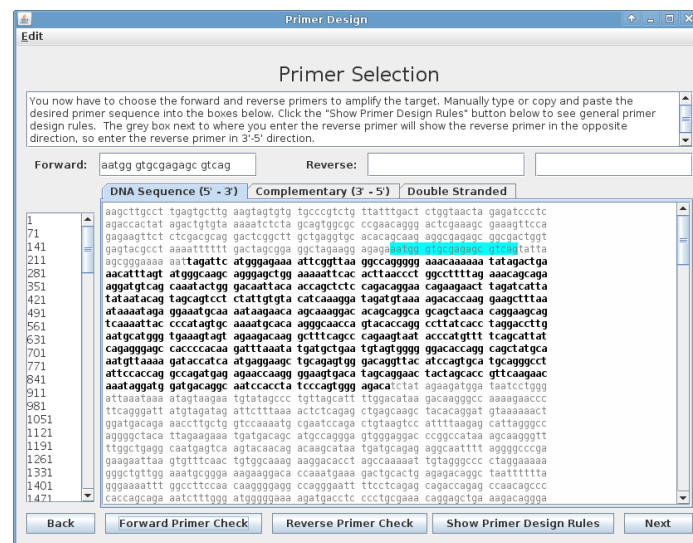 Primer Design
Edit
Primer Selection
You now have to choose the forward and reverse primers to amplify the target. Manually type or copy and paste the
desired primer sequence into the boxes below. Click the "Show Primer Design Rules" button below to see general primer
design rules. The grey box next to where you enter the reverse primer will show the reverse primer in the opposite
direction, so enter the reverse primer in 3'-5' direction.
Forward: aatgg gtgcgagagc gtcag Reverse:
DNA Sequence (5' - 3') Complementary (3' - 5') Double Stranded
1 aagcttgcct tgagtgcttg aagtagtgtg tgcccgtctg ttatttgact ctggtaacta gagatccctc
71 agaccactat agactgtgta aaaatctcta gcagtggcgc ccgaacaggg actgaaagc gaaagttcca
141 gagaagttct ctcgacgcag gactcggctt gctgaggtgc acacagcaag aggcgagagc ggcgactggt
211 gagtacgcct aaaatttttt gactagcgga ggctagaagg agagaaatgg gtgcgagagc gtcagtatta
281 agcgggaaaa aattagattc atgggagaaa attcggttaa ggccaggggg aaacaaaaaa tatagactga
351 aacatttagt atgggcaagc agggagctgg aaaaattcac acttaaccct ggccttttag aaacagcaga
421 aggatgtcag caaatactgg gacaattaca accagctctc cagacaggaa cagaagaact tagatcatta
491 tataatacag tagcagtcct ctattgtgta catcaaagga tagatgtaaa agacaccaag gaagctttaa
561 ataaaataga ggaaatgcaa aataagaaca agcaaaggac acagcaggca gcagctaaca caggaagcag
631 tcaaaattac cccatagtgc aaaatgcaca agggcaacca gtacaccagg ccttatcacc taggaccttg
701 aatgcatggg tgaaagtagt agaagacaag gctttcagcc cagaagtaat acccatgttt tcagcattat
771 cagagggagc caccccacaa gatttaaata tgatgctgaa tgtagtgggg ggacaccagg cagctatgca
841 aatgttaaaa gataccatca atgaggaagc tgcagagtgg gacaggttac atccagtgca tgcagggcct
911 attccaccag gccagatgag agaaccaagg ggaagtgaca tagcaggaac tactagcacc gttcaagaac
981 aaataggatg gatgacaggc aatccaccta tcccagtggg agacatctat agaagatgga taatcctggg
1051 attaaataaa atagtaagaa tgtatagccc tgttagcatt ttggacataa gacaagggcc aaaagaaccc
1121 ttcagggatt atgtagatag attctttaaa actctcagag ctgagcaagc tacacaggat gtaaaaaact
1191 ggatgacaga aaccttgctg gtccaaaatg cgaatccaga ctgtaagtcc attttaagag cattagggcc
1261 aggggctaca ttagaagaaa tgatgacagc atgccaggga gtgggaggac ccggccataa agcaagggtt
1331 ttggctgagg caatgagtca agtacaacag acaagcataa tgatgcagag aggcaatttt aggggcccga
1401 gaagaattaa gtgtttcaac tgtggcaaag aaggacacct agccaaaaat tgtagggccc ctaggaaaaa
1471 gggctgttgg aaatgcggga aagaaggaca ccaaatgaaa gactgcactg agagacaggc taatttttta
gggaaaattt ggccttccaa caaggggagg ccagggaatt ttcctcagag cagaccagag ccaacagccc
caccagcaga aatctttggg atgggggaaa agatgacctc ccctgcgaaa caggagctga aagacaggga
Back Forward Primer Check Reverse Primer Check Show Primer Design Rules Next